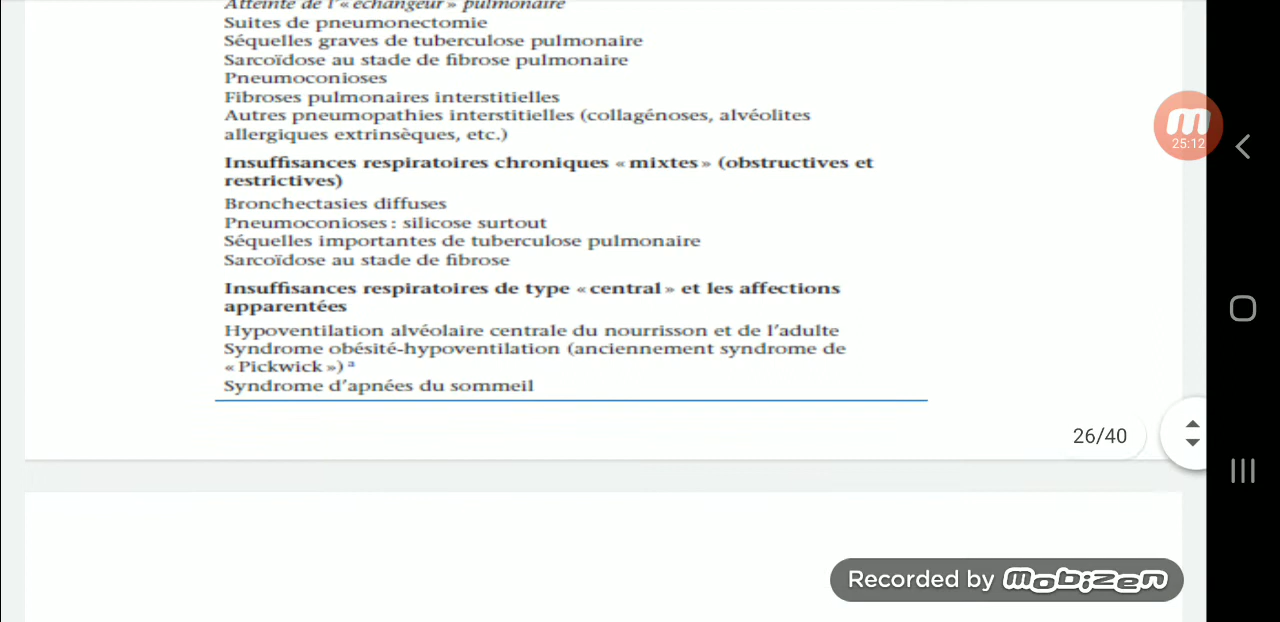 Atteinte de l'« échangeur » pulmonaire
Suites de pneumonectomie
Séquelles graves de tuberculose pulmonaire
Sarcoïdose au stade de fibrose pulmonaire
Pneumoconioses
Fibroses pulmonaires interstitielles
Autres pneumopathies interstitielles (collagénoses, alvéolites
allergiques extrinsèques, etc.)
Insuffisances respiratoires chroniques « mixtes » (obstructives et
restrictives)
Bronchectasies diffuses
Pneumoconioses : silicose surtout
Séquelles importantes de tuberculose pulmonaire
Sarcoïdose au stade de fibrose
Insuffisances respiratoires de type « central » et les affections
apparentées
Hypoventilation alvéolaire centrale du nourrisson et de l'adulte
Syndrome obésité-hypoventilation (anciennement syndrome de
« Pickwick ») a
Syndrome d'apnées du sommeil
26/40
25:12
Recorded by mobizen